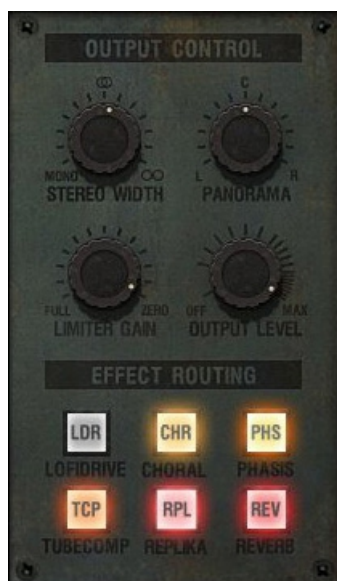 OUTPUT CONTROL
C
MONO
L R
STEREO WIDTH PANORAMA
FULL ZERO OFF MAX
LIMITER GAIN OUTPUT LEVEL
EFFECT ROUTING
LDR CHR PHS
LOFIDRIVE CHORAL PHASIS
TCP RPL REV
TUBECOMP REPLIKA REVERB